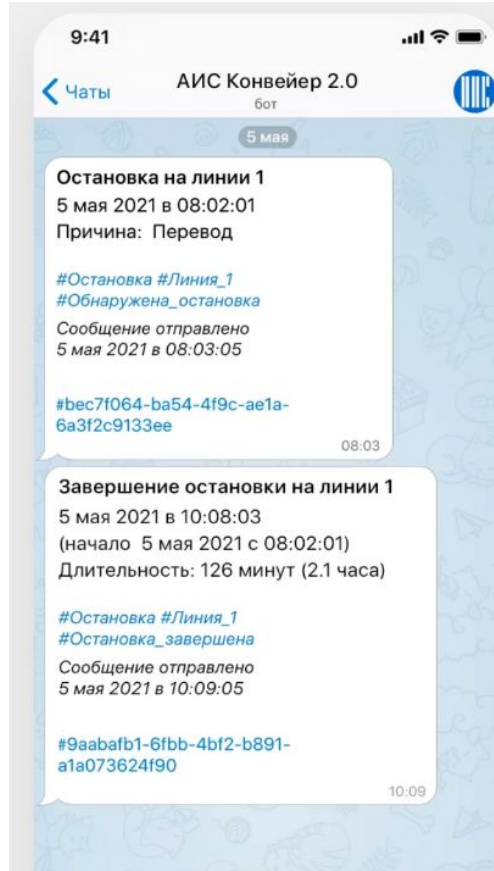 9:41
Чаты
АИС Конвейер 2.0
бот
5 мая
Остановка на линии 1
5 мая 2021 в 08:02:01
Причина:  Перевод
#Остановка #Линия_1
#Обнаружена_остановка
Сообщение отправлено
5 мая 2021 в 08:03:05
#bec7f064-ba54-4f9c-ae1a-
6a3f2c9133ee
08:03
Завершение остановки на линии 1
5 мая 2021 в 10:08:03
(начало  5 мая 2021 с 08:02:01)
Длительность: 126 минут (2.1 часа)
#Остановка #Линия_1
#Остановка_завершена
Сообщение отправлено
5 мая 2021 в 10:09:05
#9aabafb1-6fbb-4bf2-b891-
a1a073624f90
10:09